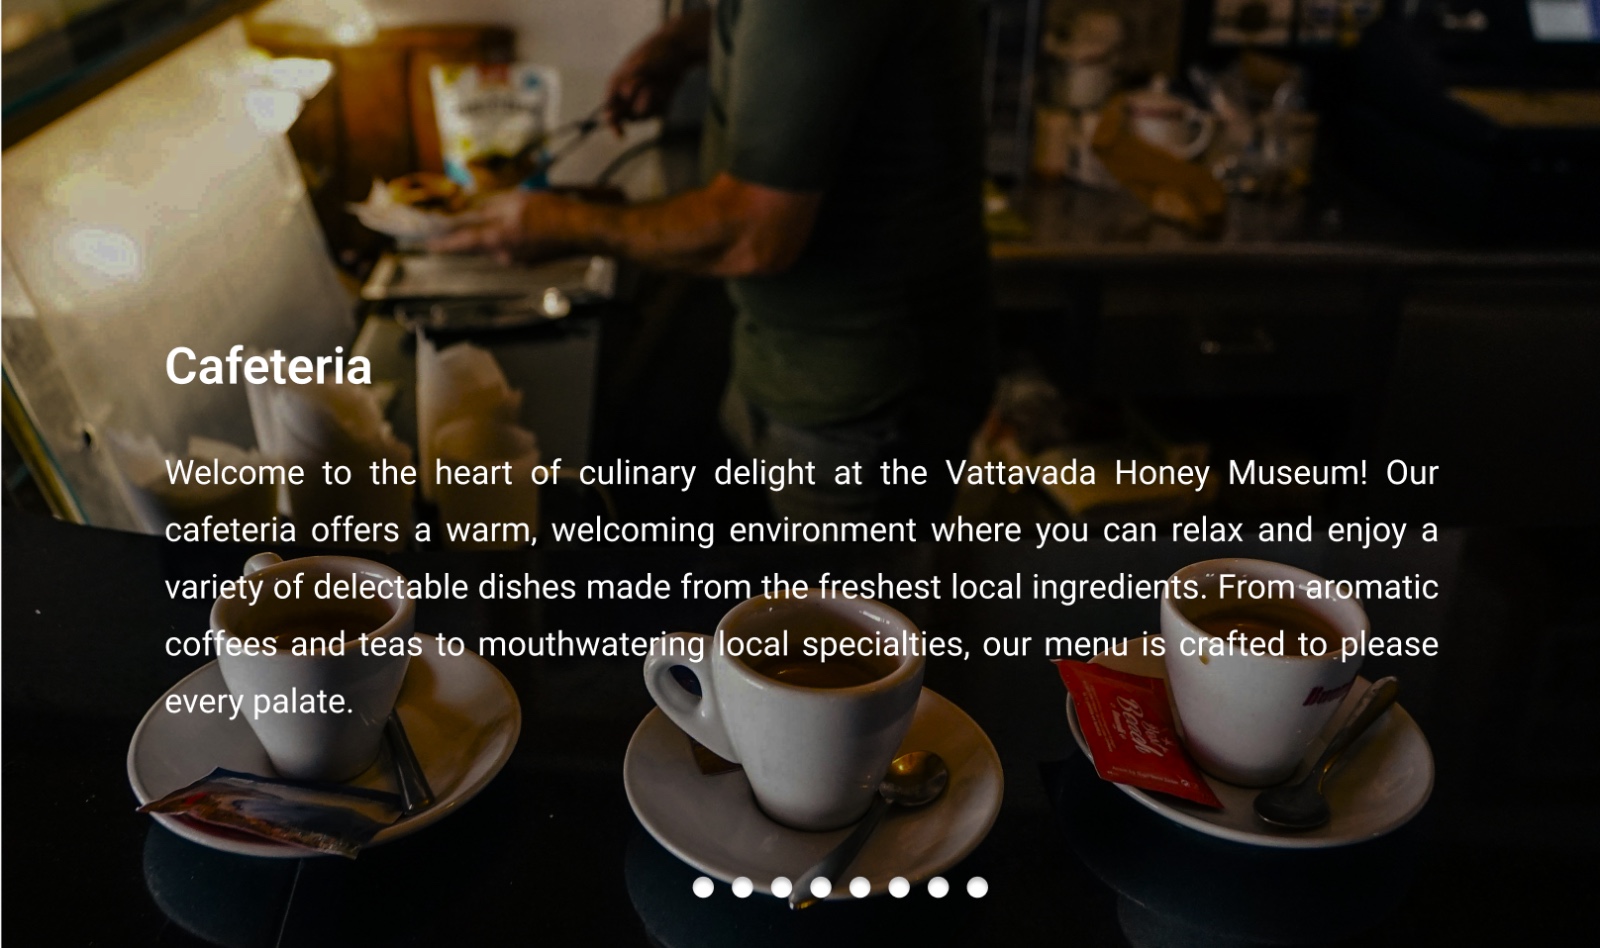 Cafeteria
Welcome to the heart of culinary delight at the Vattavada Honey Museum! Our
cafeteria offers a warm, welcoming environment where you can relax and enjoy a
variety of delectable dishes made from the freshest local ingredients. From aromatic
coffees and teas to mouthwatering local specialties, our menu is crafted to please
every palate.